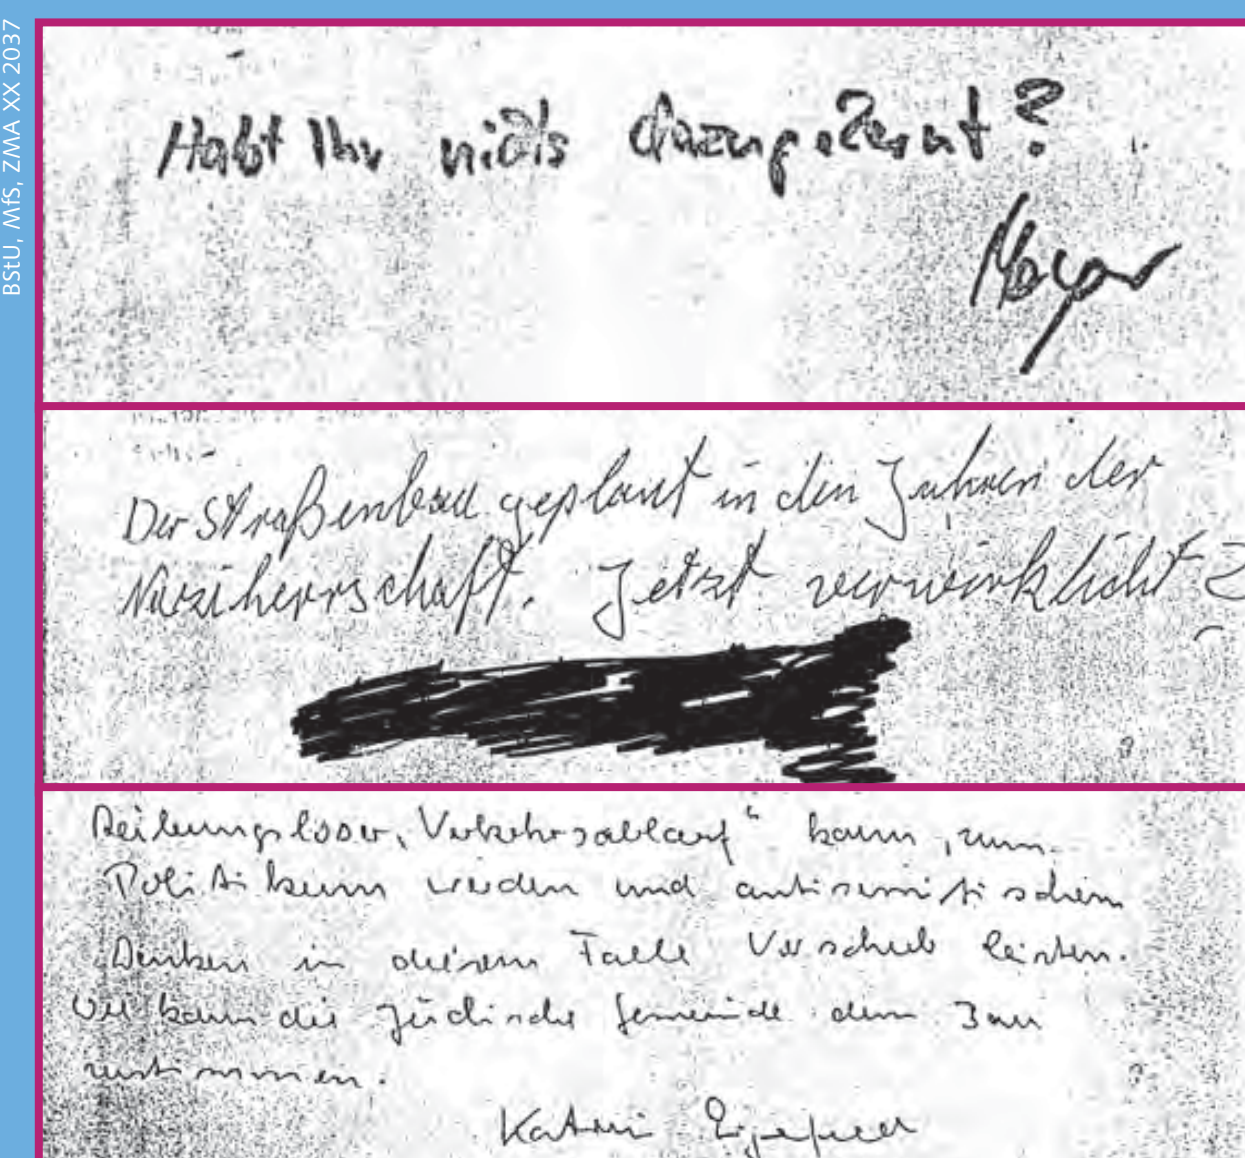 BStU, MfS, ZMA XX 2037
Habt Ihr nichts dazugelernt?
Der Straßenbau geplant in den Jahren der
Naziherrschaft. Jetzt verwirklicht?
Reibungsloser „Verkehrsablauf“ kann zum
Politikum werden und antisemitischem
Denken in diesem Falle Vorschub leisten.
Wie kann die jüdische Gemeinde dem Bau
zustimmen.
Katrin